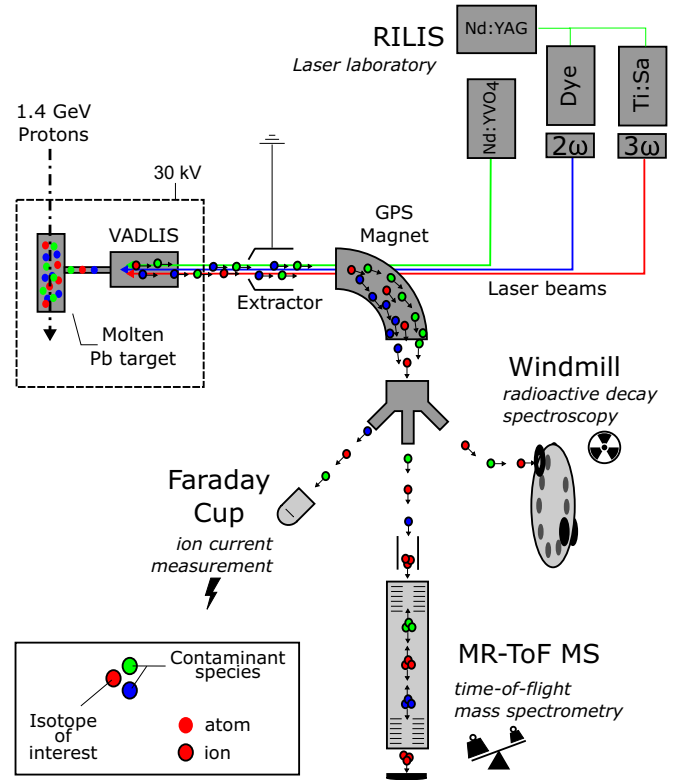 RILIS
Laser laboratory
Nd:YAG
Nd:YVO4
Dye
Ti:Sa
2ω
3ω
1.4 GeV
Protons
30 kV
VADLIS
GPS
Magnet
Extractor
Laser beams
Molten
Pb target
Windmill
radioactive decay
spectroscopy
Faraday
Cup
ion current
measurement
MR-ToF MS
time-of-flight
mass spectrometry
Contaminant
species
Isotope
of
interest
atom
ion